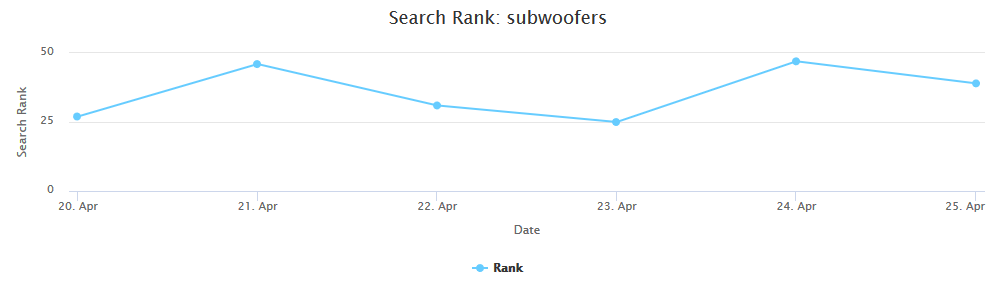 Search Rank: subwoofers
50
25
0
Search Rank
20. Apr
21. Apr
22. Apr
23. Apr
24. Apr
25. Apr
Date
Rank